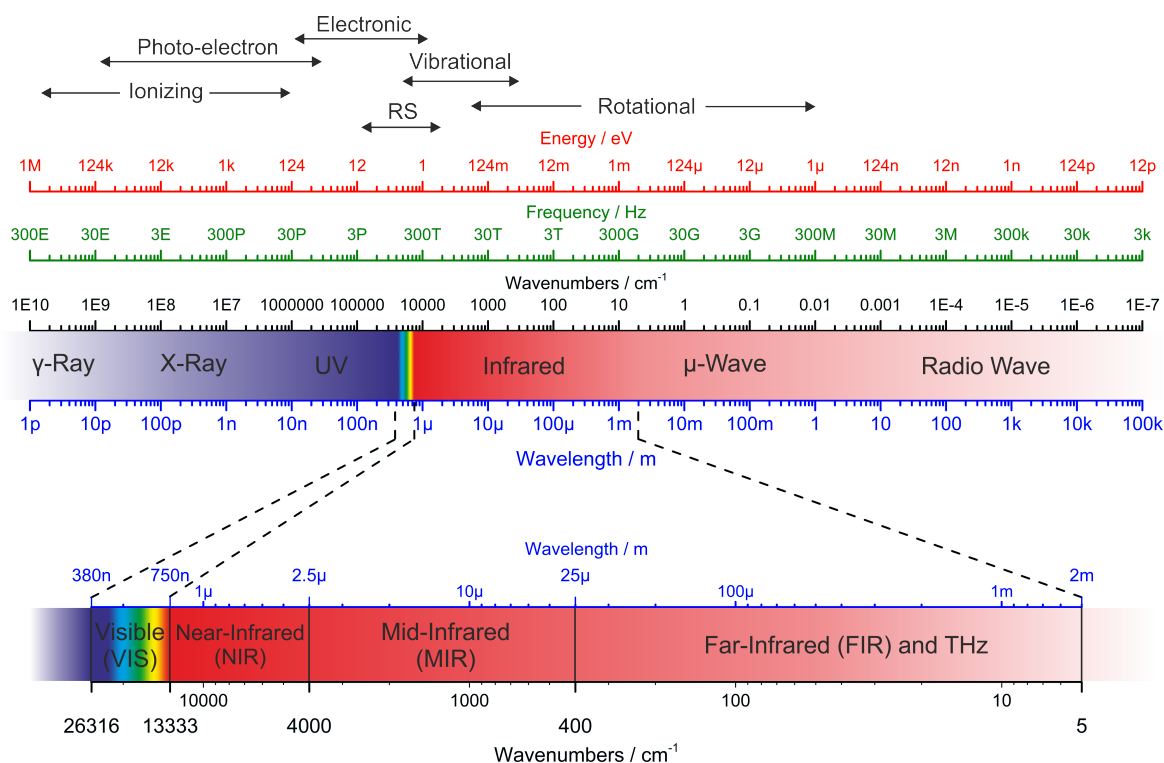 Electronic
Photo-electron
Vibrational
Ionizing
Rotational
RS
Energy / eV
1M 124k 12k 1k 124 12 1 124m 12m 1m 124µ 12µ 1µ 124n 12n 1n 124p 12p
Frequency / Hz
300E 30E 3E 300P 30P 3P 300T 30T 3T 300G 30G 3G 300M 30M 3M 300k 30k 3k
Wavenumbers / cm⁻¹
1E10 1E9 1E8 1E7 1000000 100000 10000 1000 100 10 1 0.1 0.01 0.001 1E-4 1E-5 1E-6 1E-7
γ-Ray X-Ray UV Infrared µ-Wave Radio Wave
1p 10p 100p 1n 10n 100n 1µ 10µ 100µ 1m 10m 100m 1 10 100 1k 10k 100k
Wavelength / m
Wavelength / m
380n 750n 2.5µ 25µ 2m
1µ 10µ 100µ 1m
Visible
(VIS)
Near-Infrared
(NIR)
Mid-Infrared
(MIR)
Far-Infrared (FIR) and THz
10000 1000 100 10
26316 13333 4000 400 5
Wavenumbers / cm⁻¹